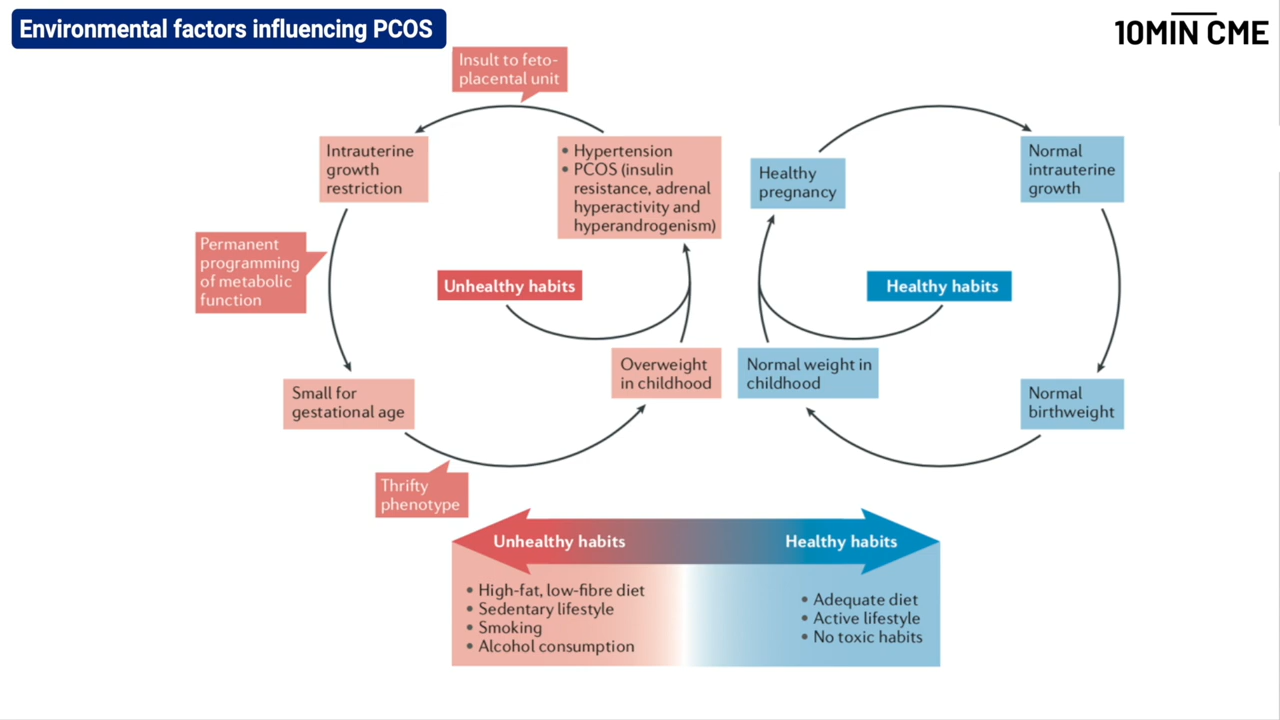 Environmental factors influencing PCOS
10MIN CME
Insult to feto-
placental unit
Intrauterine
growth
restriction
• Hypertension
• PCOS (insulin
resistance, adrenal
hyperactivity and
hyperandrogenism)
Healthy
pregnancy
Normal
intrauterine
growth
Permanent
programming
of metabolic
function
Unhealthy habits
Healthy habits
Overweight
in childhood
Normal weight in
childhood
Small for
gestational age
Normal
birthweight
Thrifty
phenotype
Unhealthy habits
Healthy habits
• High-fat, low-fibre diet
• Sedentary lifestyle
• Smoking
• Alcohol consumption
• Adequate diet
• Active lifestyle
• No toxic habits